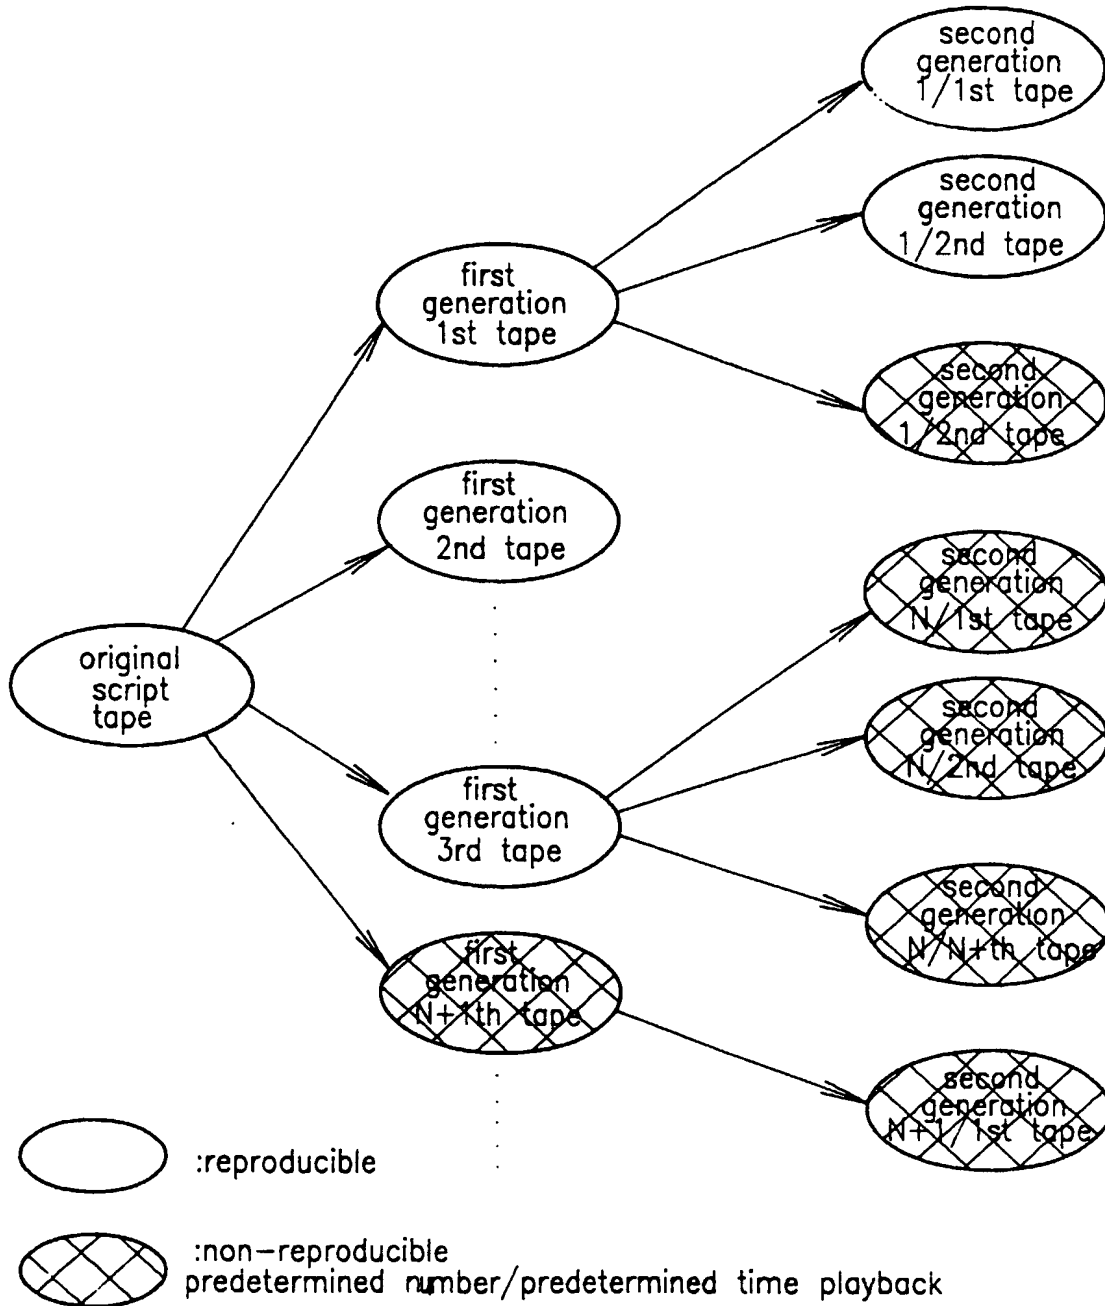 second
generation
1/1st tape
second
generation
1/2nd tape
first
generation
1st tape
second
generation
1/2nd tape
first
generation
2nd tape
second
generation
N/1st tape
original
script
tape
second
generation
N/2nd tape
first
generation
3rd tape
second
generation
N/N+th tape
first
generation
N+1th tape
second
generation
N+1/1st tape
:reproducible
:non-reproducible
predetermined number/predetermined time playback